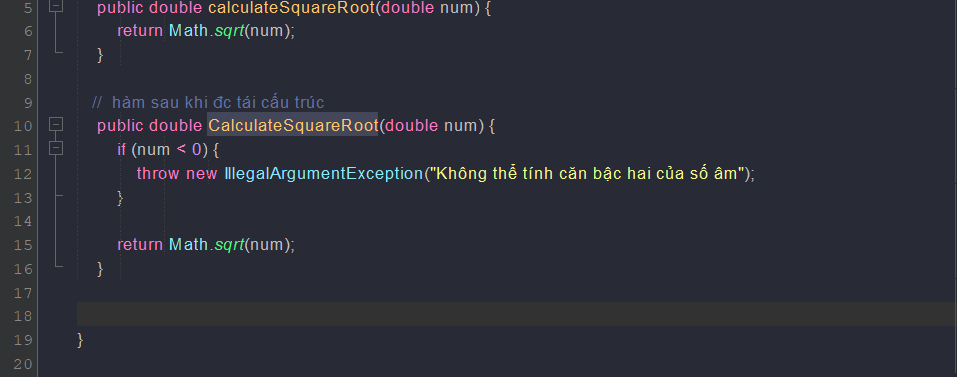 5 public double calculateSquareRoot(double num) {
6 return Math.sqrt(num);
7 }
8
9 // hàm sau khi đc tái cấu trúc
10 public double CalculateSquareRoot(double num) {
11 if (num < 0) {
12 throw new IllegalArgumentException("Không thể tính căn bậc hai của số âm");
13 }
14
15 return Math.sqrt(num);
16 }
17
18
19 }
20